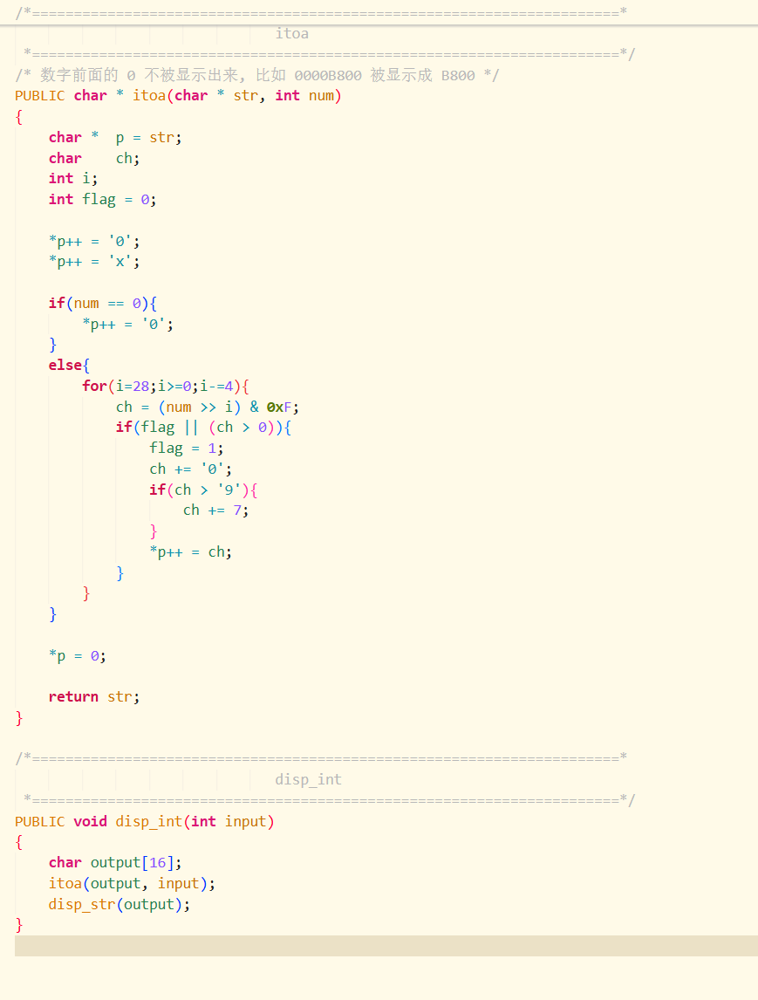 /*======================================================================*
                               itoa
 *======================================================================*/
/* 数字前面的 0 不被显示出来, 比如 0000B800 被显示成 B800 */
PUBLIC char * itoa(char * str, int num)
{
    char *  p = str;
    char    ch;
    int i;
    int flag = 0;

    *p++ = '0';
    *p++ = 'x';

    if(num == 0){
        *p++ = '0';
    }
    else{
        for(i=28;i>=0;i-=4){
            ch = (num >> i) & 0xF;
            if(flag || (ch > 0)){
                flag = 1;
                ch += '0';
                if(ch > '9'){
                    ch += 7;
                }
                *p++ = ch;
            }
        }
    }

    *p = 0;

    return str;
}

/*======================================================================*
                               disp_int
 *======================================================================*/
PUBLIC void disp_int(int input)
{
    char output[16];
    itoa(output, input);
    disp_str(output);
}